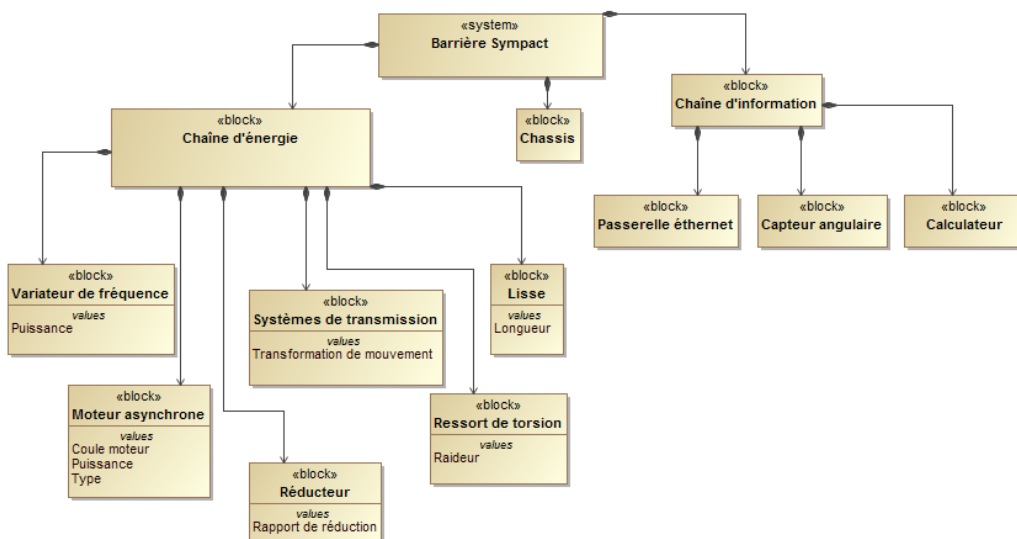 «system»
Barrière Sympact
«block»
Chaîne d'énergie
«block»
Chassis
«block»
Chaîne d'information
«block»
Passerelle éthernet
«block»
Capteur angulaire
«block»
Calculateur
«block»
Variateur de fréquence
values
Puissance
«block»
Systèmes de transmission
values
Transformation de mouvement
«block»
Lisse
values
Longueur
«block»
Moteur asynchrone
values
Coule moteur
Puissance
Type
«block»
Ressort de torsion
values
Raideur
«block»
Réducteur
values
Rapport de réduction